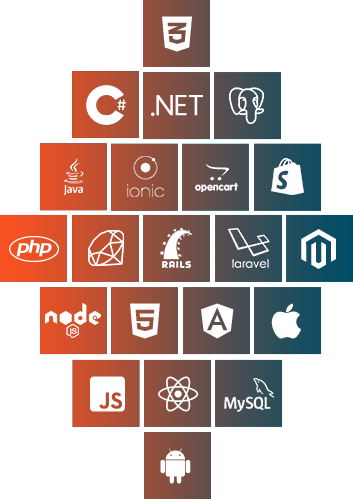 3
C#
.NET
Java
ionic
opencart
S
php
RAILS
laravel
node
JS
5
A
JS
MySQL